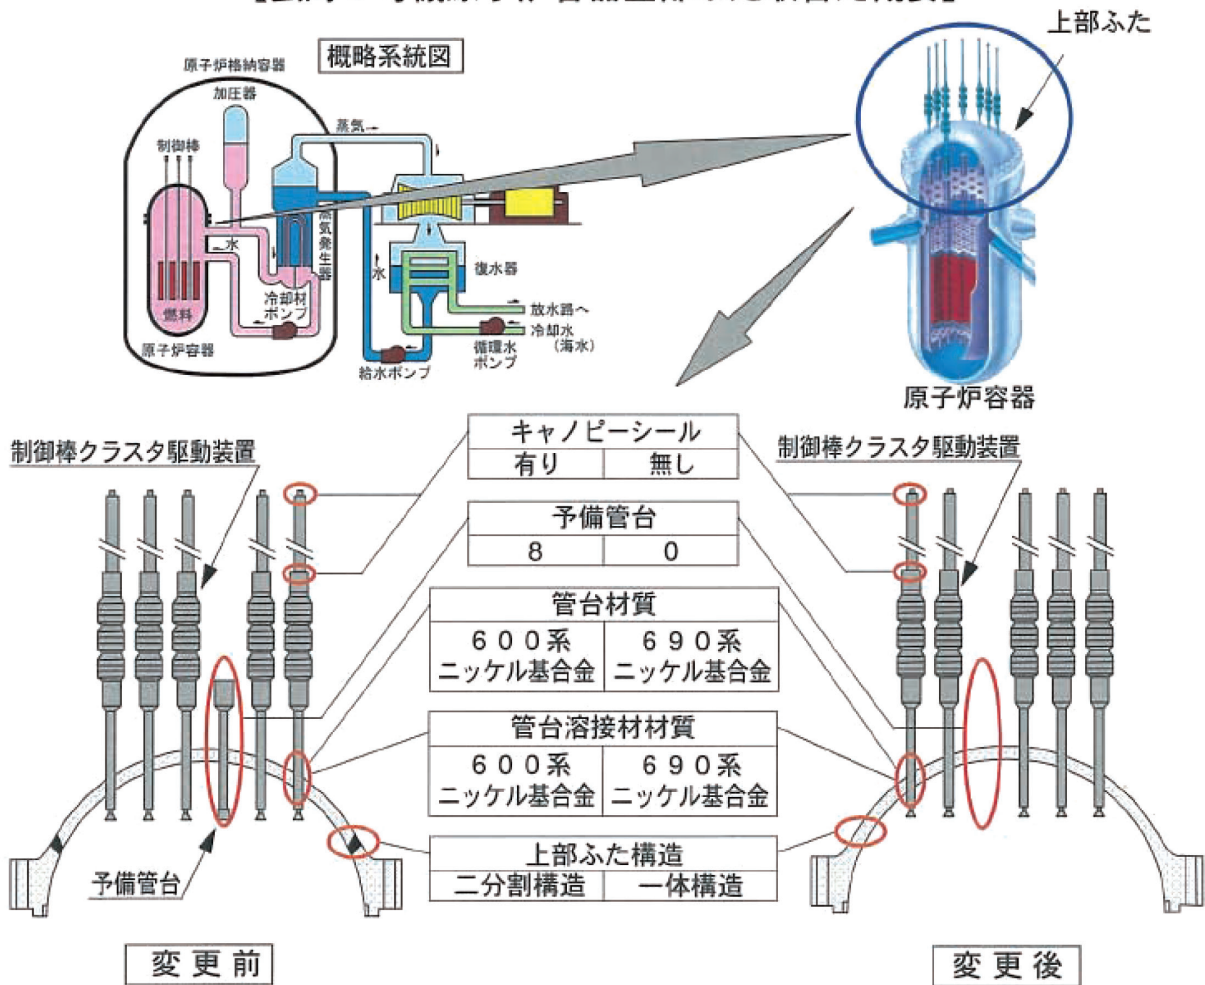 上部ふた
概略系統図
原子炉格納容器
加圧器
蒸気→
制御棒
蒸気発生器
水
水
復水器
冷却材
ポンプ
燃料
放水路へ
冷却水
(海水)
循環水
ポンプ
原子炉容器
給水ポンプ
原子炉容器
制御棒クラスタ駆動装置
キャノピーシール
有り 無し
制御棒クラスタ駆動装置
予備管台
8 0
管台材質
600系 690系
ニッケル基合金 ニッケル基合金
管台溶接材材質
600系 690系
ニッケル基合金 ニッケル基合金
上部ふた構造
二分割構造 一体構造
予備管台
変更前
変更後